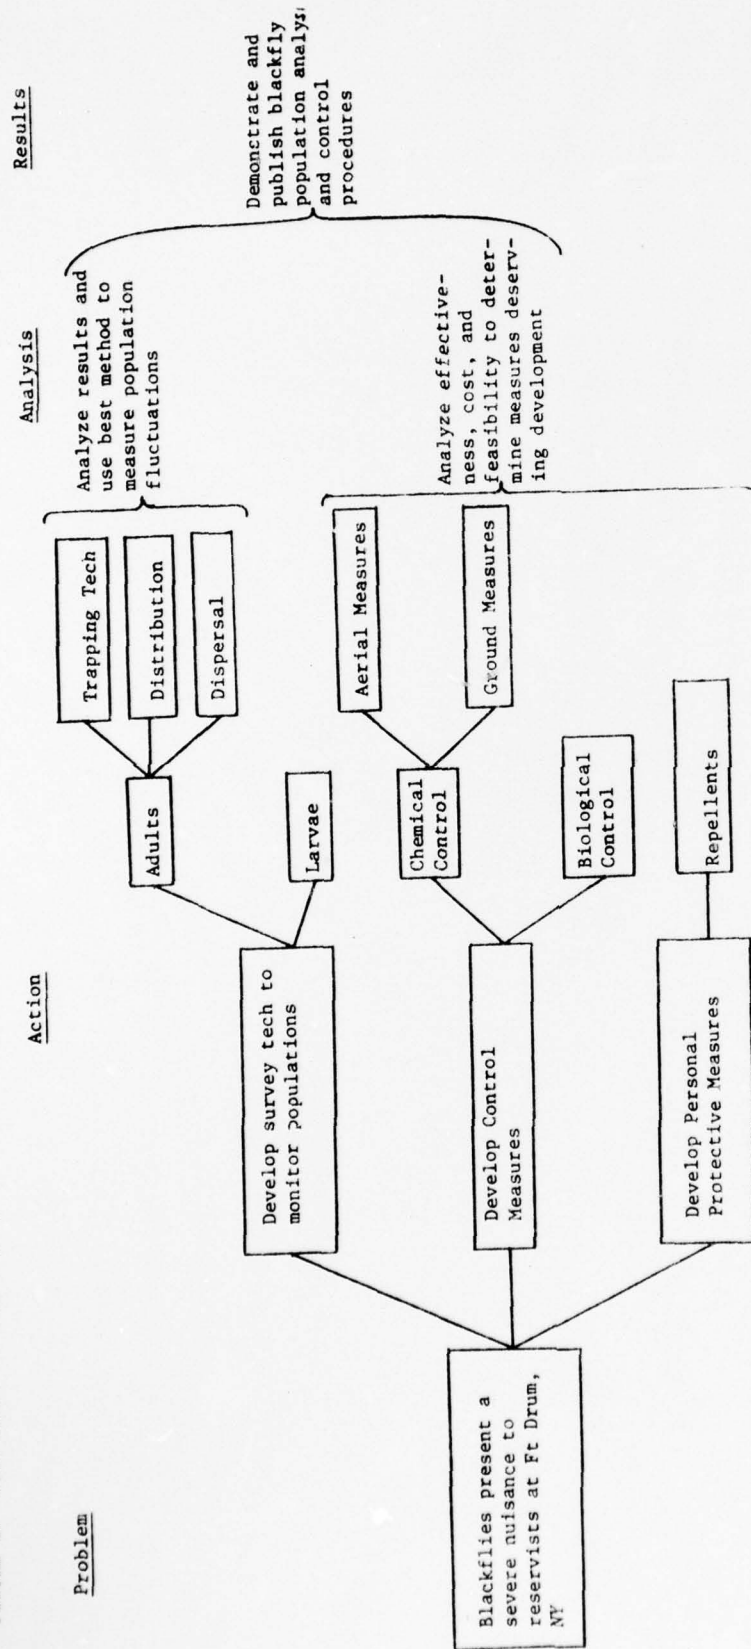 Problem
Action
Analysis
Results
Blackflies present a
severe nuisance to
reservists at Ft Drum,
NY
Develop survey tech to
monitor populations
Develop Control
Measures
Develop Personal
Protective Measures
Adults
Larvae
Chemical
Control
Biological
Control
Repellents
Trapping Tech
Distribution
Dispersal
Aerial Measures
Ground Measures
Analyze results and
use best method to
measure population
fluctuations
Analyze effective-
ness, cost, and
feasibility to deter-
mine measures deserv-
ing development
Demonstrate and
publish blackfly
population analysi
and control
procedures